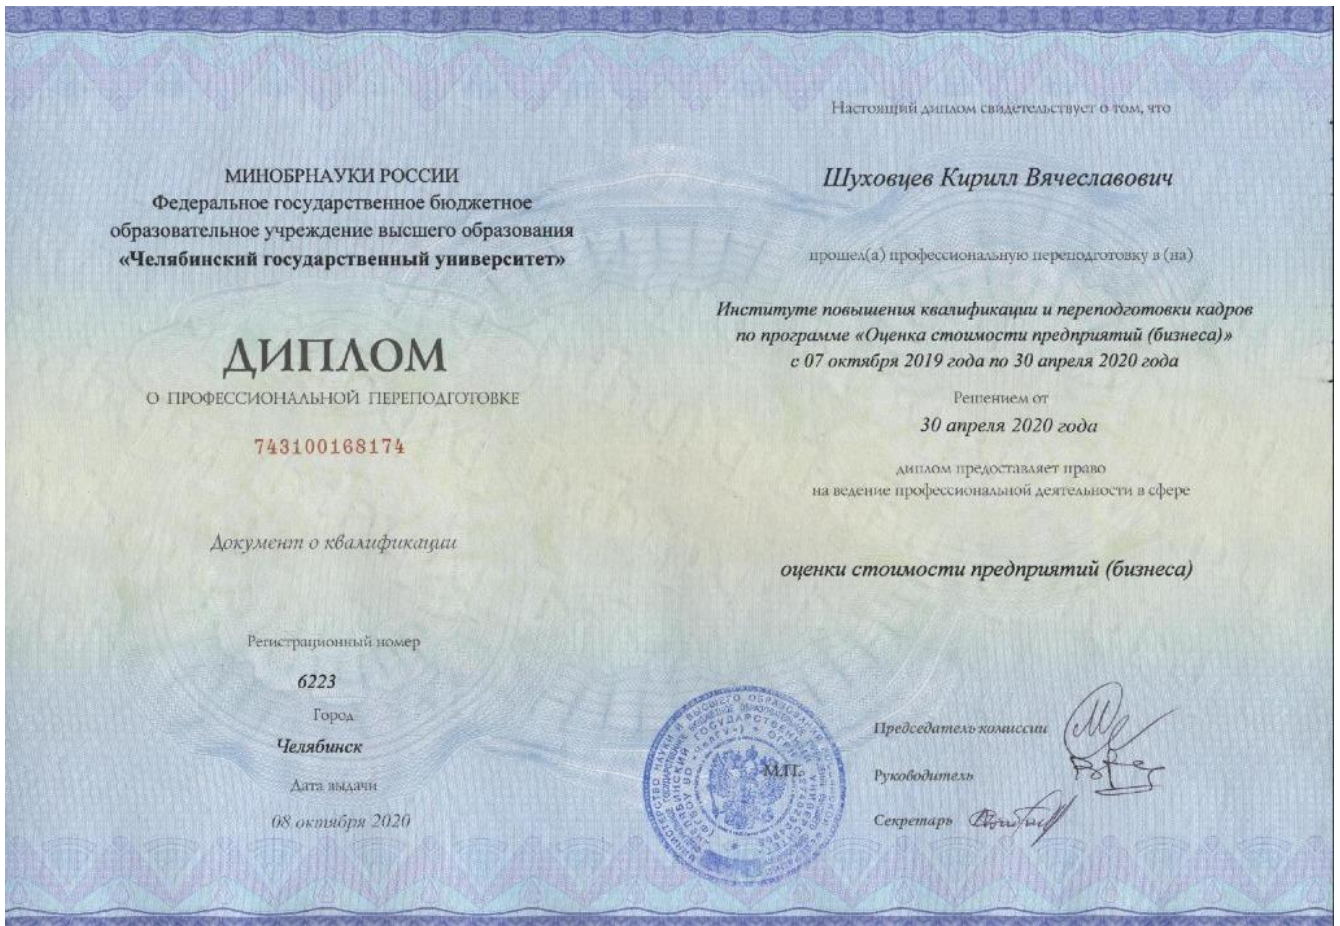 МИНОБРНАУКИ РОССИИ
Федеральное государственное бюджетное
образовательное учреждение высшего образования
«Челябинский государственный университет»
ДИПЛОМ
О ПРОФЕССИОНАЛЬНОЙ ПЕРЕПОДГОТОВКЕ
743100168174
Документ о квалификации
Регистрационный номер
6223
Город
Челябинск
Дата выдачи
08 октября 2020
Настоящий диплом свидетельствует о том, что
Шуховцев Кирилл Вячеславович
прошел(а) профессиональную переподготовку в (на)
Институте повышения квалификации и переподготовки кадров
по программе «Оценка стоимости предприятий (бизнеса)»
с 07 октября 2019 года по 30 апреля 2020 года
Решением от
30 апреля 2020 года
диплом предоставляет право
на ведение профессиональной деятельности в сфере
оценки стоимости предприятий (бизнеса)
Председатель комиссии
М.П.
Руководитель
Секретарь